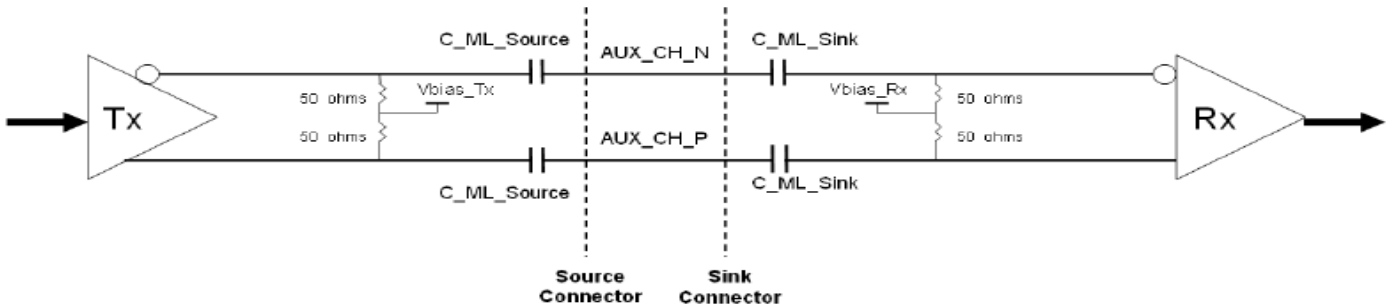 C_ML_Source
AUX_CH_N
C_ML_Sink
Tx
50 ohms
Vbias_Tx
Vbias_Rx
50 ohms
Rx
50 ohms
50 ohms
AUX_CH_P
C_ML_Source
C_ML_Sink
Source
Connector
Sink
Connector